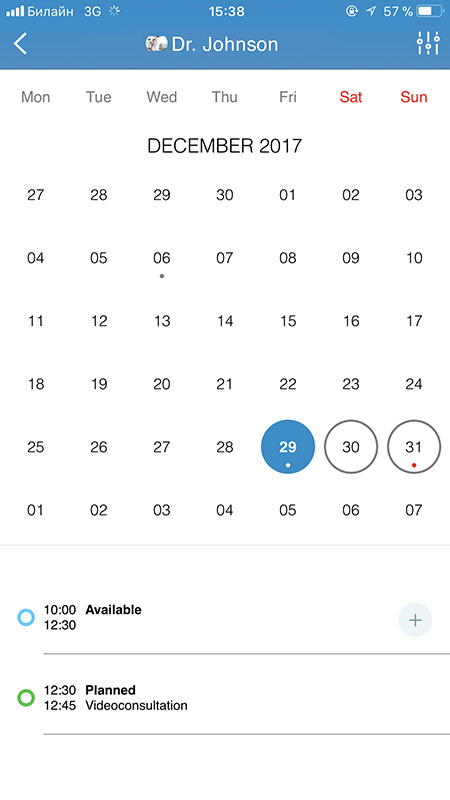 Билайн 3G 15:38 57 %
Dr. Johnson
Mon Tue Wed Thu Fri Sat Sun
DECEMBER 2017
27 28 29 30 01 02 03
04 05 06 07 08 09 10
11 12 13 14 15 16 17
18 19 20 21 22 23 24
25 26 27 28 29 30 31
01 02 03 04 05 06 07
10:00 Available
12:30
12:30 Planned
12:45 Videoconsultation